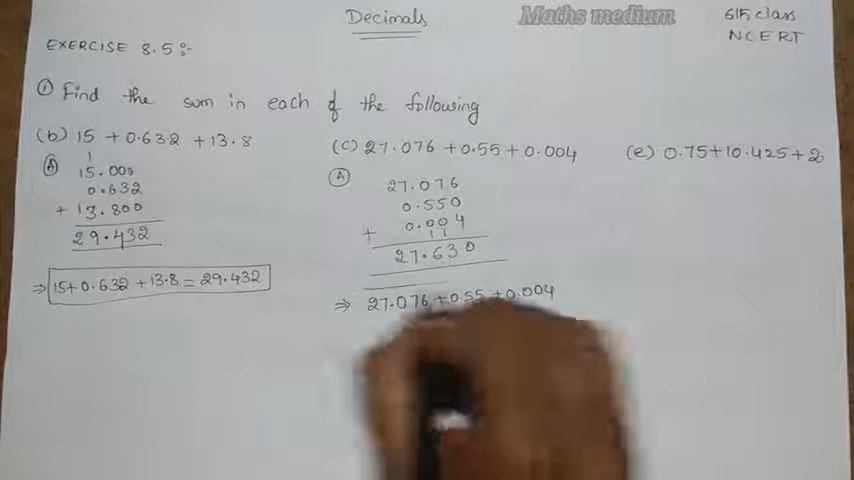 Decimals
Maths medium
6th class
NCERT
EXERCISE 8.5:-
① Find the sum in each of the following
(b) 15 + 0.632 + 13.8
Ⓐ
1
15.000
0.632
+ 13.800
29.432
⇒ 15+0.632+13.8=29.432
(C) 27.076 + 0.55 + 0.004
Ⓐ
27.076
0.550
+ 0.004
1 1
27.630
⇒ 27.076+0.55+0.004
(e) 0.75+10.425+2